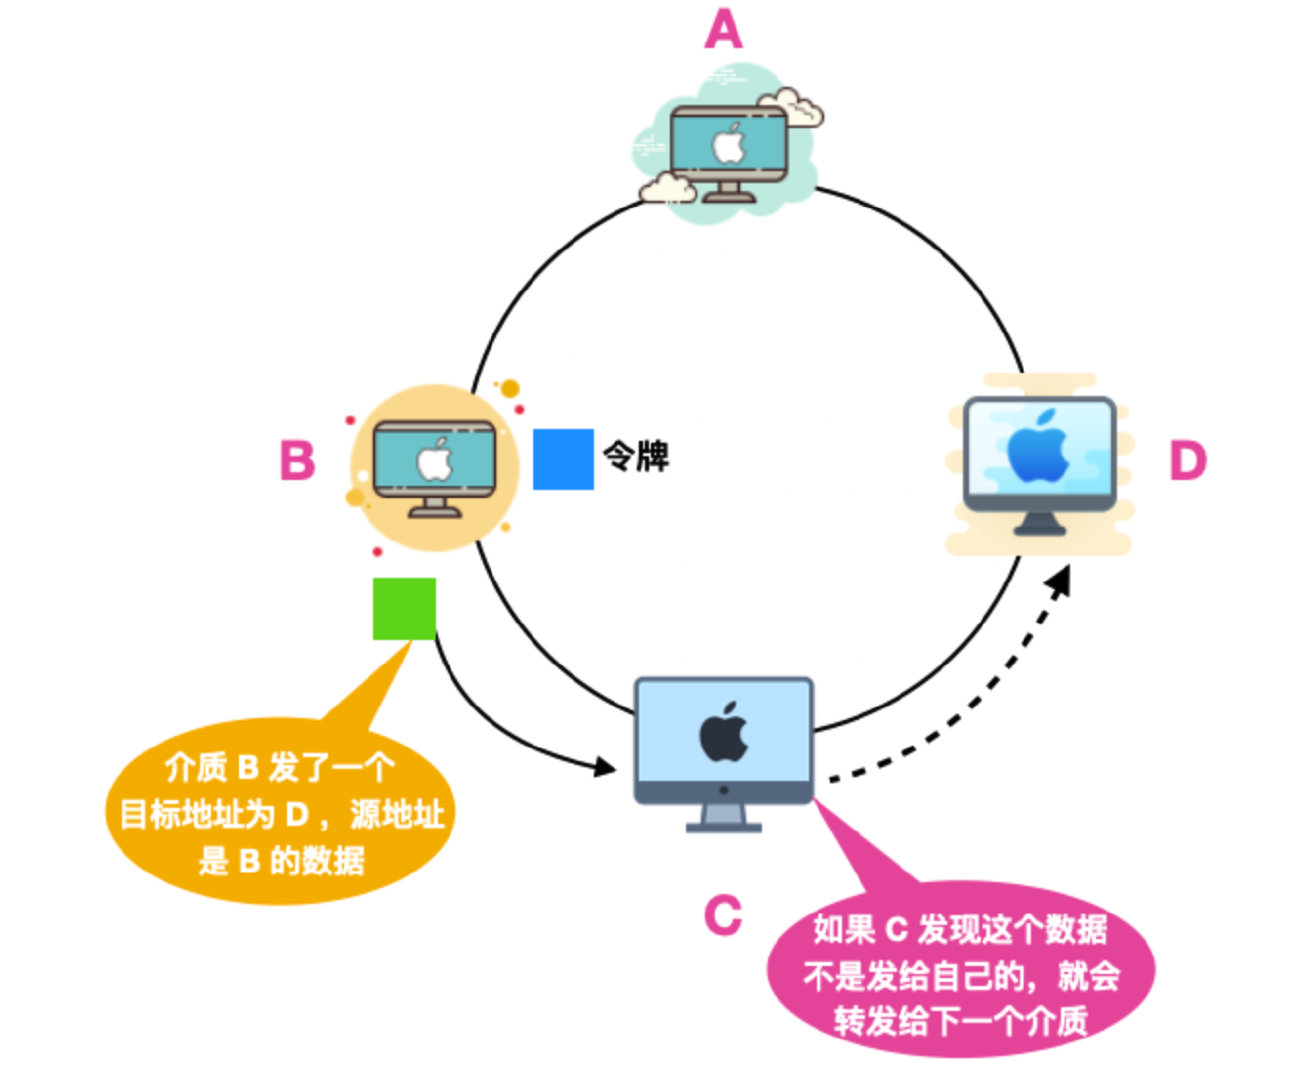 A
B
令牌
D
介质 B 发了一个
目标地址为 D ，源地址
是 B 的数据
C
如果 C 发现这个数据
不是发给自己的，就会
转发给下一个介质